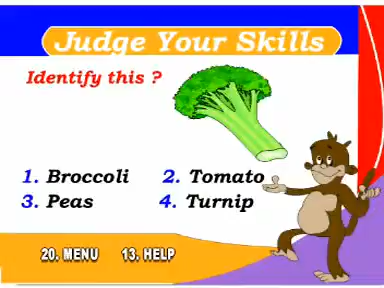 Judge Your Skills
Identify this ?
1. Broccoli 2. Tomato
3. Peas 4. Turnip
20. MENU 13. HELP